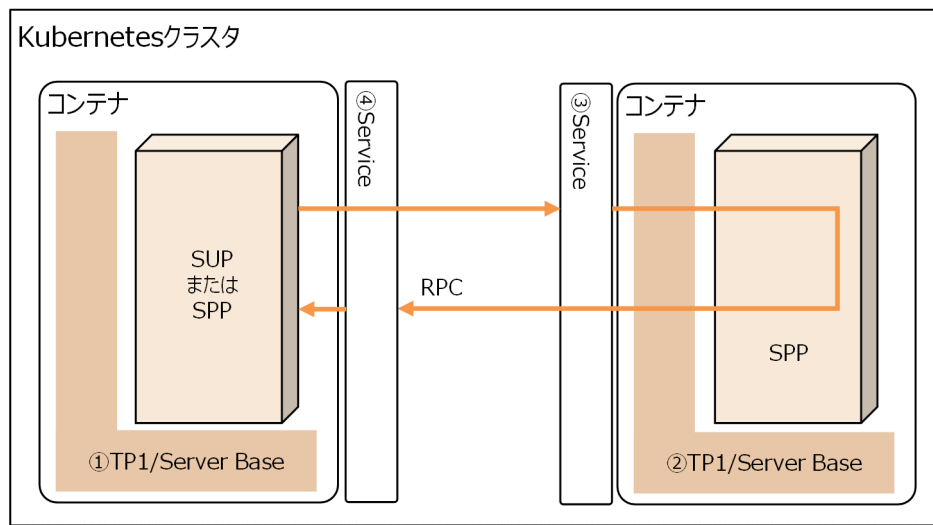 Kubernetesクラスタ
コンテナ
④Service
③Service
コンテナ
SUP
または
SPP
RPC
SPP
①TP1/Server Base
②TP1/Server Base